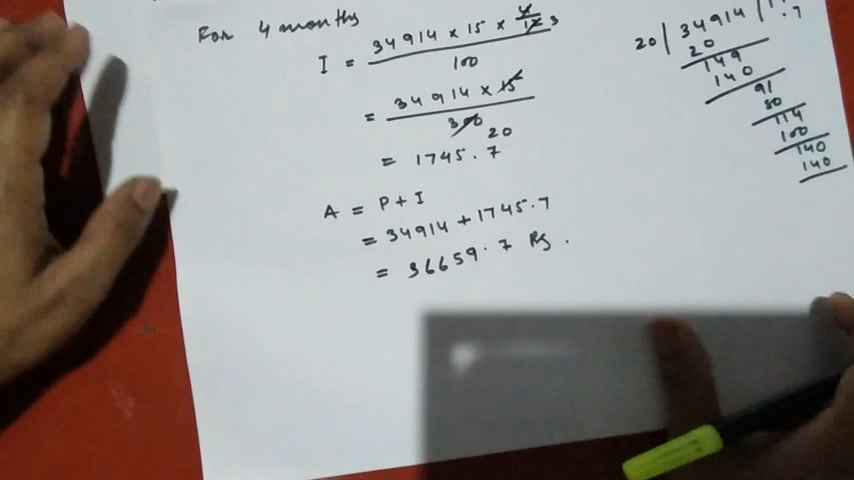 For 4 months
I = 34914 × 15 × 4/12 3
100
= 34914 × 15
300 20
= 1745.7
A = P + I
= 34914 + 1745.7
= 36659.7 Rs.
20 | 34914 |
.7
20
149
140
91
80
114
100
140
140